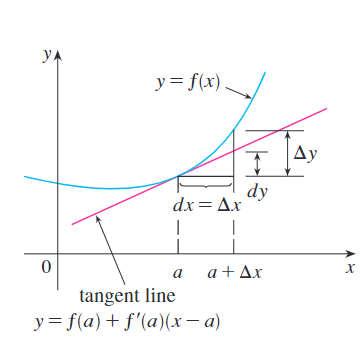 y
y = f(x)
Δy
dy
dx = Δx
0
a
a + Δx
x
tangent line
y = f(a) + f'(a)(x − a)